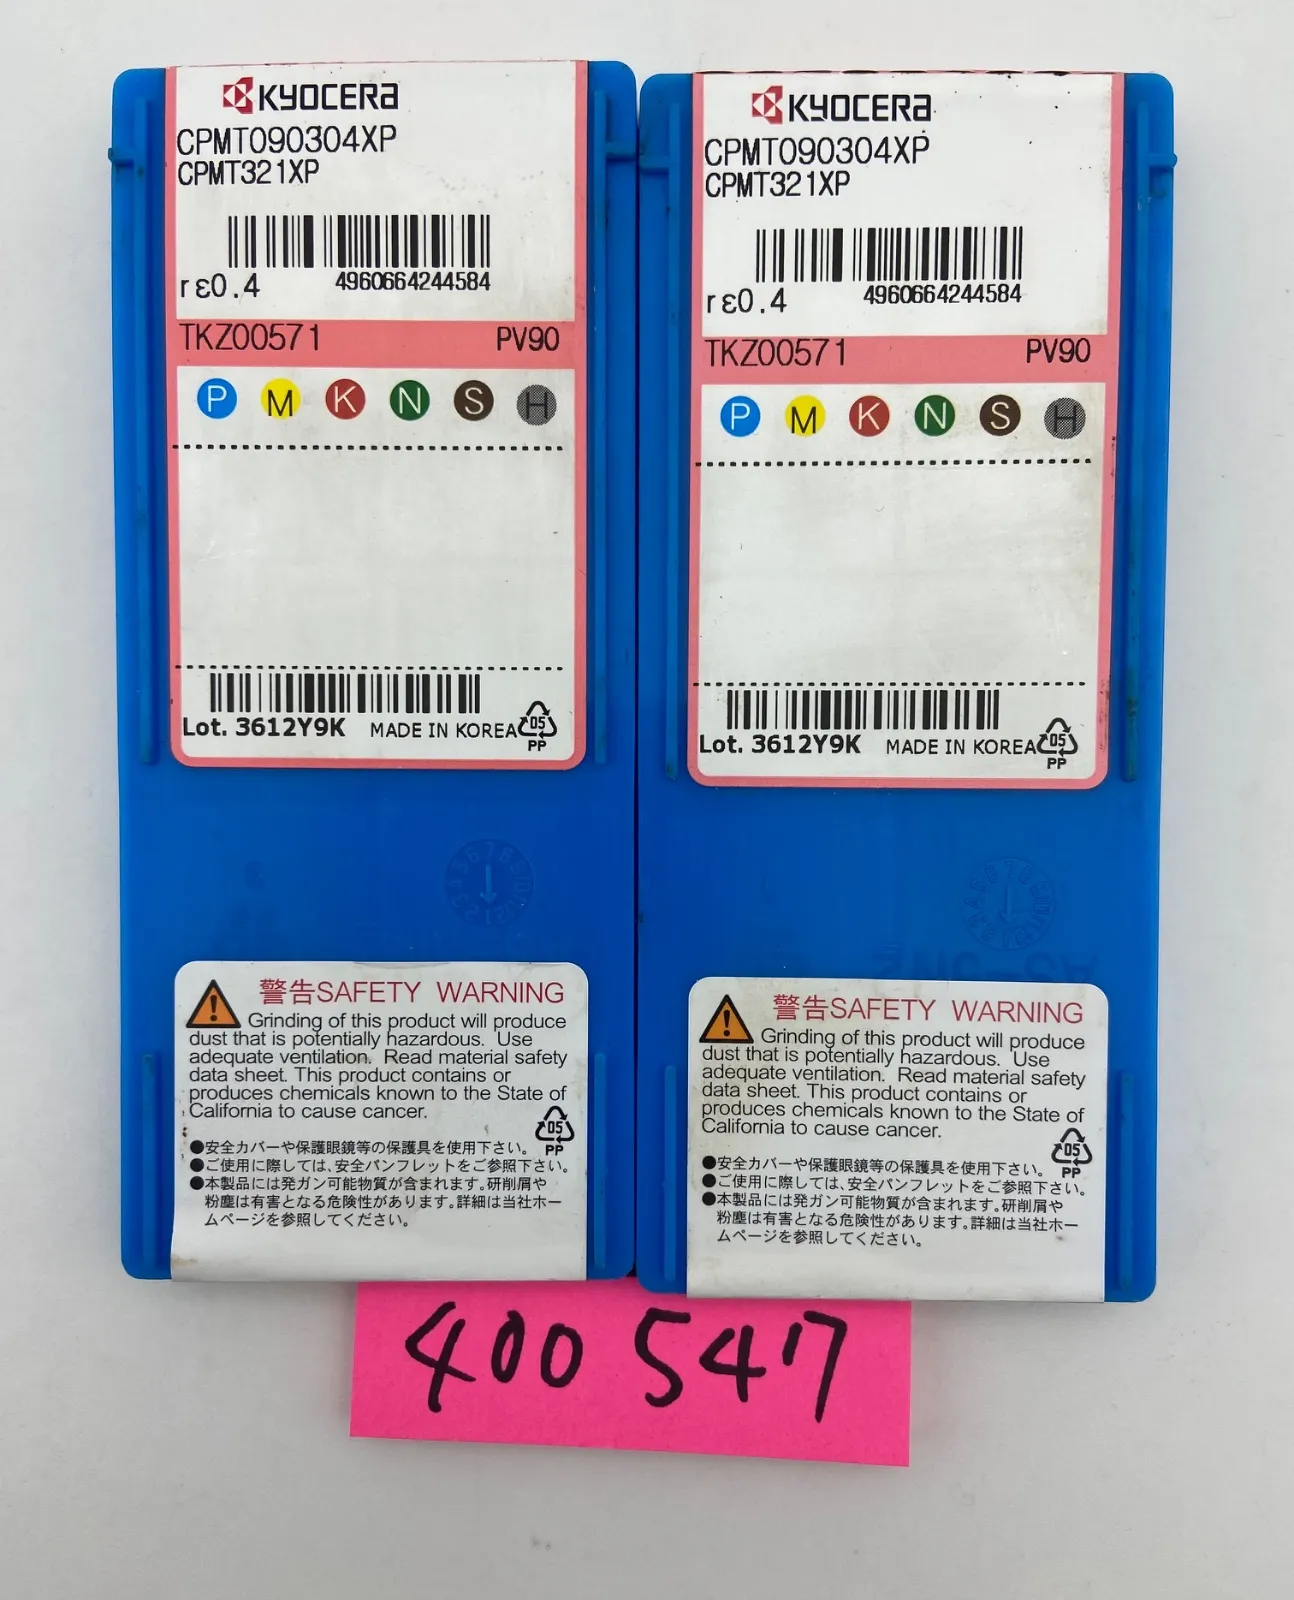 KYOCERA
CPMT090304XP
CPMT321XP
rε0.4
4960664244584
TKZ00571 PV90
P M K N S H
Lot. 3612Y9K MADE IN KOREA 05
PP
警告SAFETY WARNING
Grinding of this product will produce
dust that is potentially hazardous. Use
adequate ventilation. Read material safety
data sheet. This product contains or
produces chemicals known to the State of
California to cause cancer.
05
PP
●安全カバーや保護眼鏡等の保護具を使用下さい。
●ご使用に際しては、安全パンフレットをご参照下さい。
●本製品には発ガン可能物質が含まれます。研削屑や
粉塵は有害となる危険性があります。詳細は当社ホー
ムページを参照してください。
KYOCERA
CPMT090304XP
CPMT321XP
rε0.4
4960664244584
TKZ00571 PV90
P M K N S H
Lot. 3612Y9K MADE IN KOREA 05
PP
警告SAFETY WARNING
Grinding of this product will produce
dust that is potentially hazardous. Use
adequate ventilation. Read material safety
data sheet. This product contains or
produces chemicals known to the State of
California to cause cancer.
05
PP
●安全カバーや保護眼鏡等の保護具を使用下さい。
●ご使用に際しては、安全パンフレットをご参照下さい。
●本製品には発ガン可能物質が含まれます。研削屑や
粉塵は有害となる危険性があります。詳細は当社ホー
ムページを参照してください。
400 547